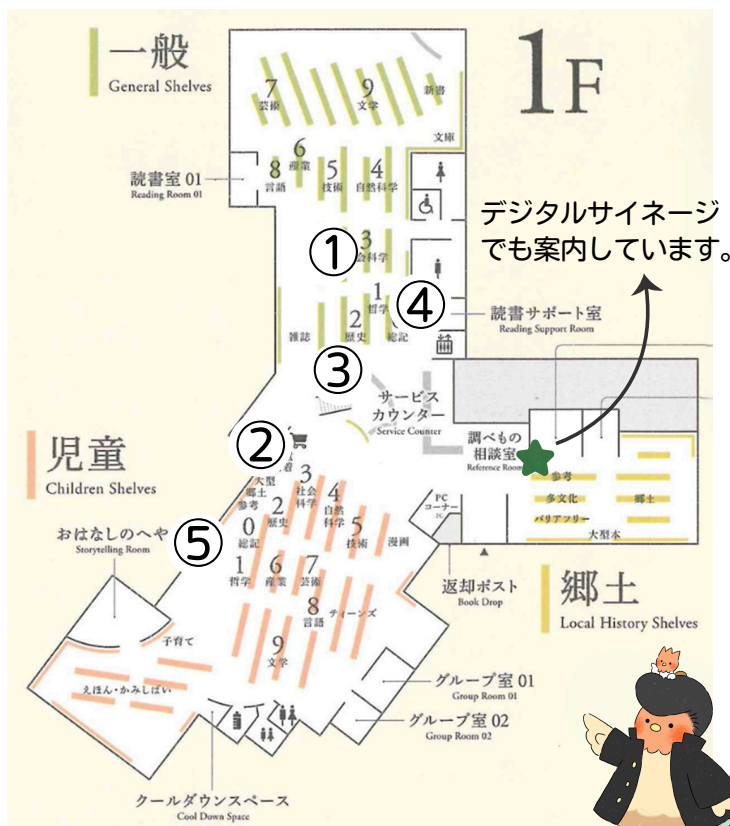 一般
General Shelves
1F
7
芸術
9
文学
新書
文庫
6
産業
8
言語
5
技術
4
自然科学
読書室 01
Reading Room 01
デジタルサイネージ
でも案内しています。
①
3
会科学
④
1
哲学
2
歴史
総記
雑誌
読書サポート室
Reading Support Room
③
サービス
カウンター
Service Counter
調べもの
相談室
Reference Room
参考
多文化
郷土
バリアフリー
大型本
PC
コーナー
PC
返却ポスト
Book Drop
郷土
Local History Shelves
児童
Children Shelves
②
着
大型
郷土
参考
3
社会
科学
4
自然
科学
2
歴史
0
総記
5
技術
漫画
⑤
1
哲学
6
産業
7
芸術
8
言語
ティーンズ
9
文学
おはなしのへや
Storytelling Room
子育て
えほん・かみしばい
グループ室 01
Group Room 01
グループ室 02
Group Room 02
クールダウンスペース
Cool Down Space